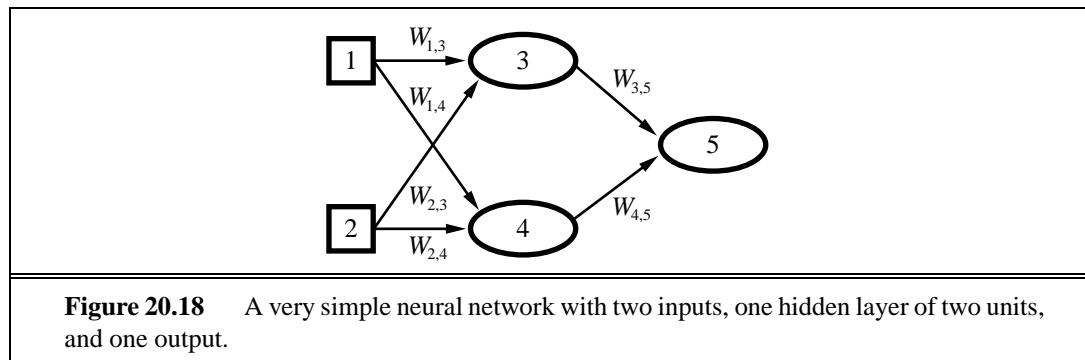 W1,3
1
3
W1,4
W3,5
5
W2,3
2
4
W4,5
W2,4
Figure 20.18 A very simple neural network with two inputs, one hidden layer of two units,
and one output.